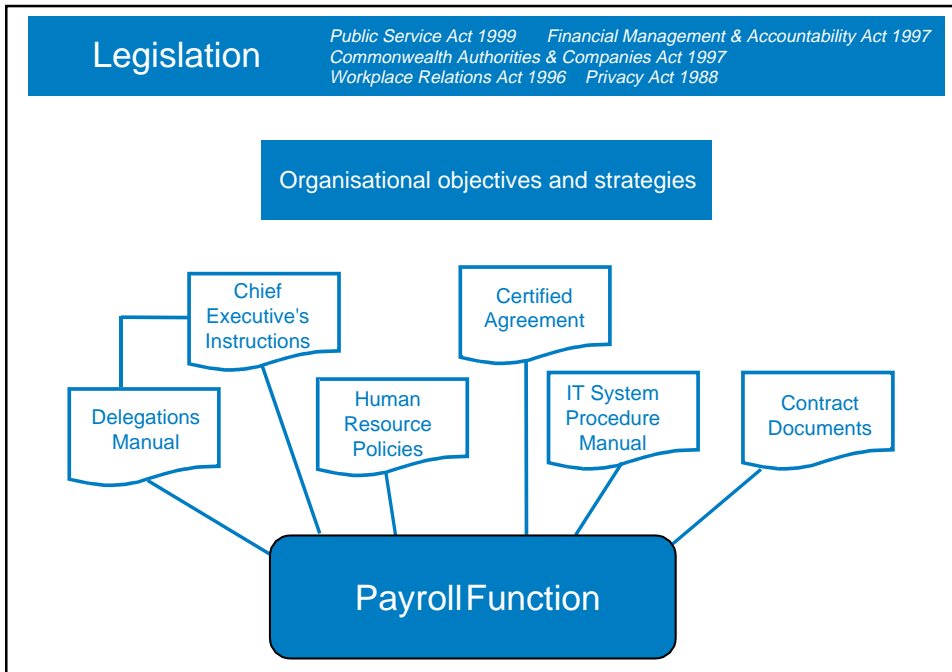 Legislation
Public Service Act 1999 Financial Management & Accountability Act 1997
Commonwealth Authorities & Companies Act 1997
Workplace Relations Act 1996 Privacy Act 1988
Organisational objectives and strategies
Chief
Executive's
Instructions
Certified
Agreement
Delegations
Manual
Human
Resource
Policies
IT System
Procedure
Manual
Contract
Documents
Payroll Function